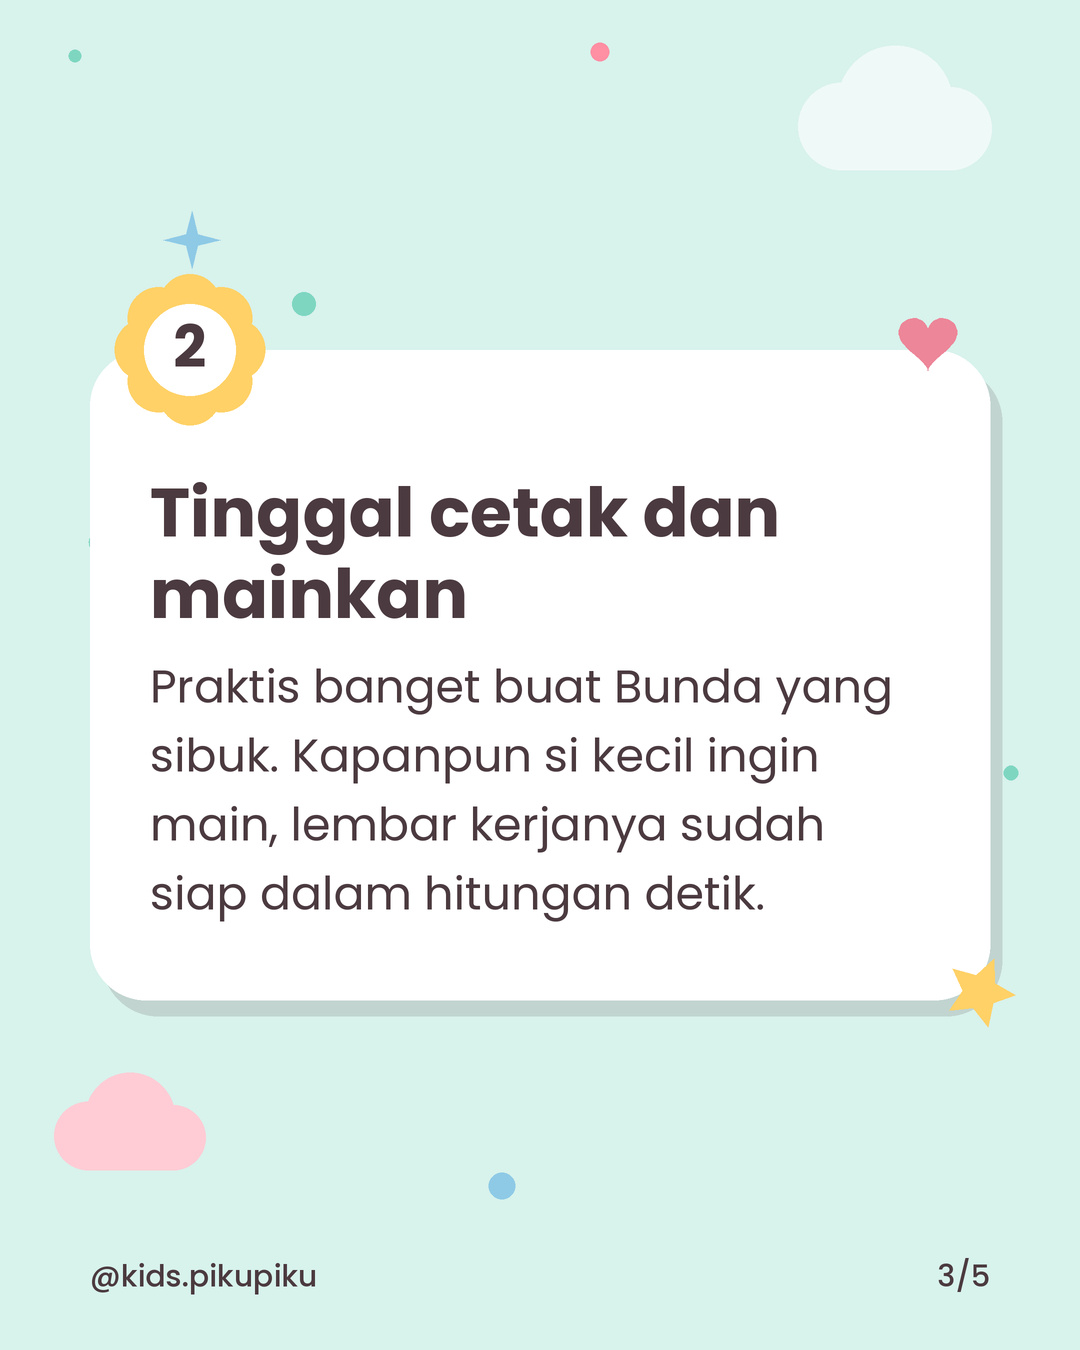 2
Tinggal cetak dan
mainkan
Praktis banget buat Bunda yang
sibuk. Kapanpun si kecil ingin
main, lembar kerjanya sudah
siap dalam hitungan detik.
@kids.pikupiku
3/5